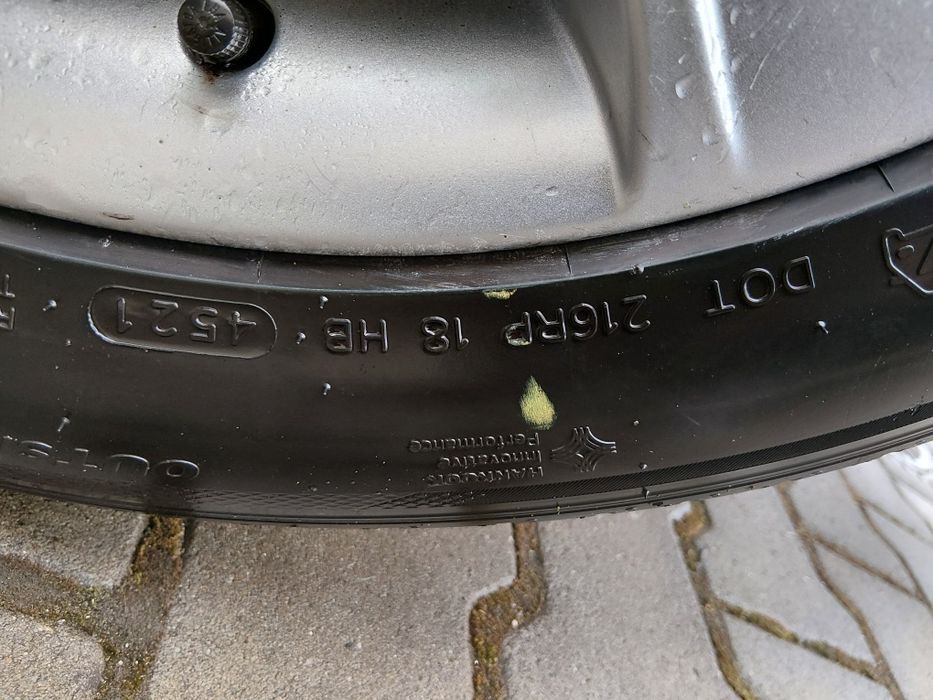 DOT 216RP 18 HB 4521
HANKOOK
Innovative
Performance